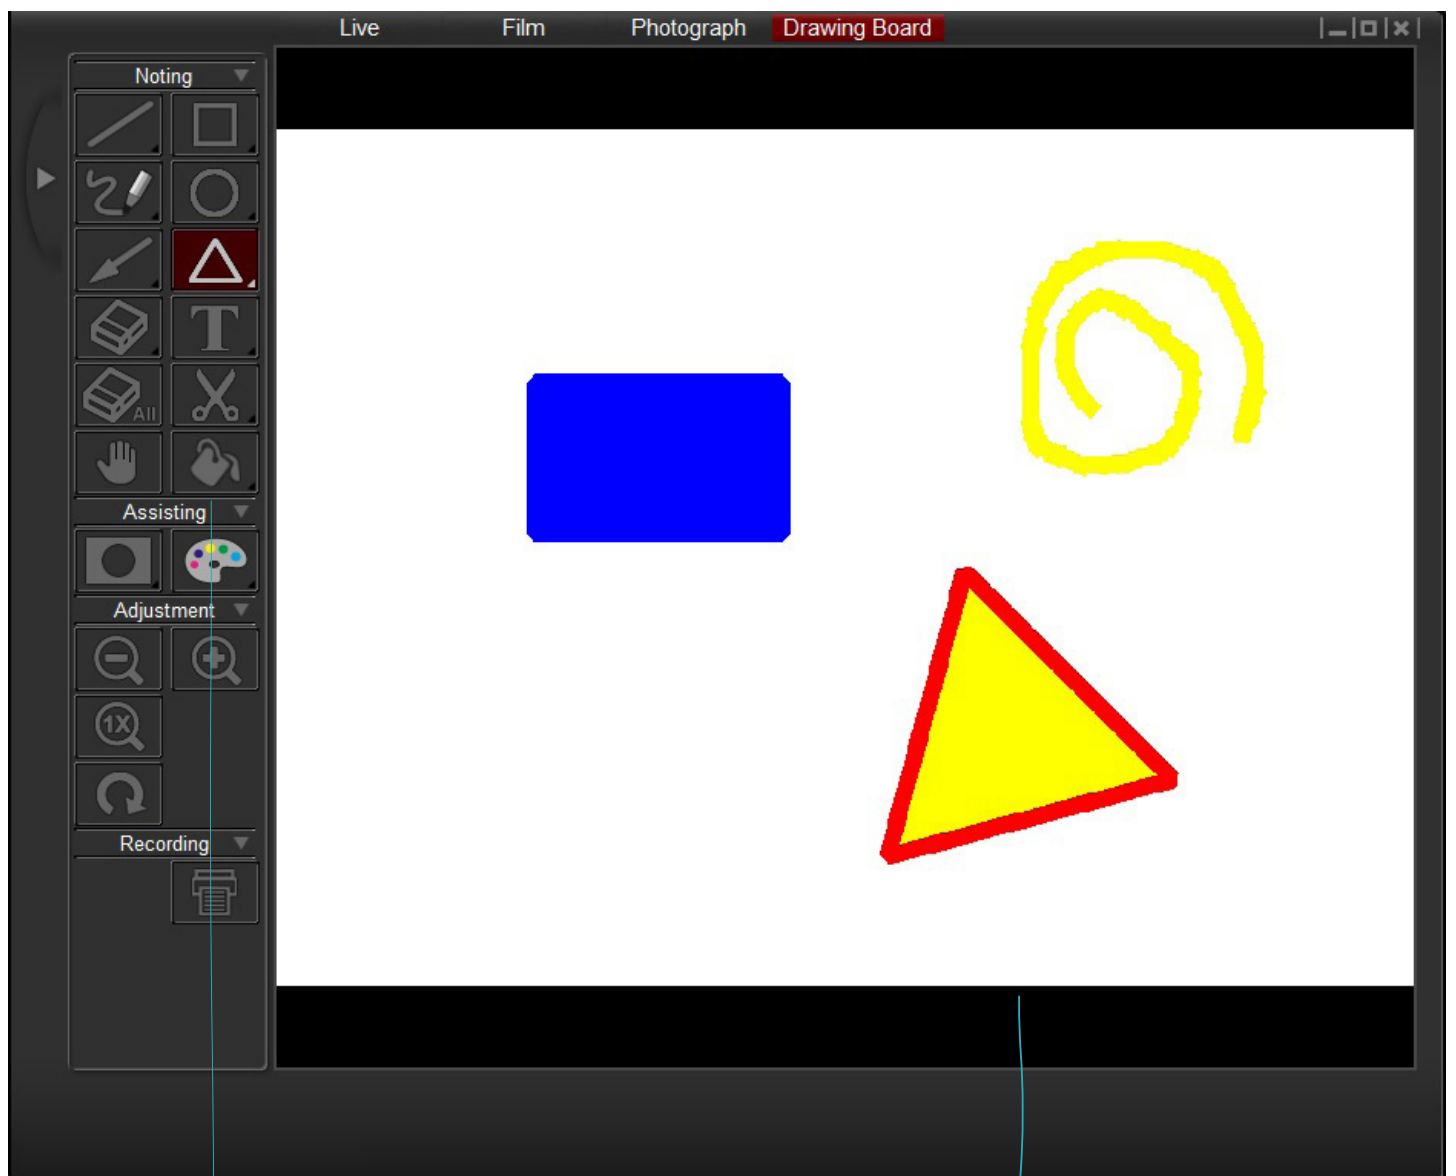 Live Film Photograph Drawing Board
Noting
T
All
Assisting
Adjustment
1X
Recording